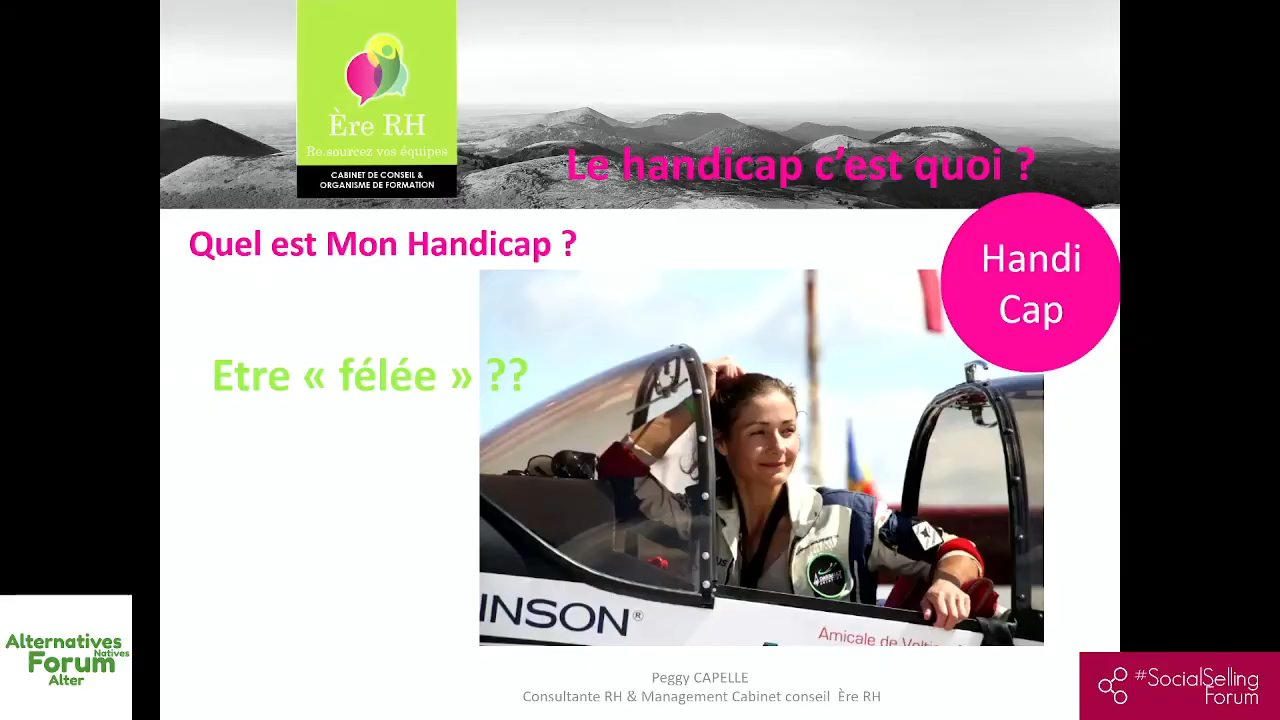 Ère RH
Re.sourcez vos équipes
CABINET DE CONSEIL &
ORGANISME DE FORMATION
Le handicap c’est quoi ?
Quel est Mon Handicap ?
Handi
Cap
Etre « félée » ??
INSON®
Amicale de Volti
Peggy CAPELLE
Consultante RH & Management Cabinet conseil Ère RH
Alternatives
Natives
Forum
Alter
#SocialSelling
Forum